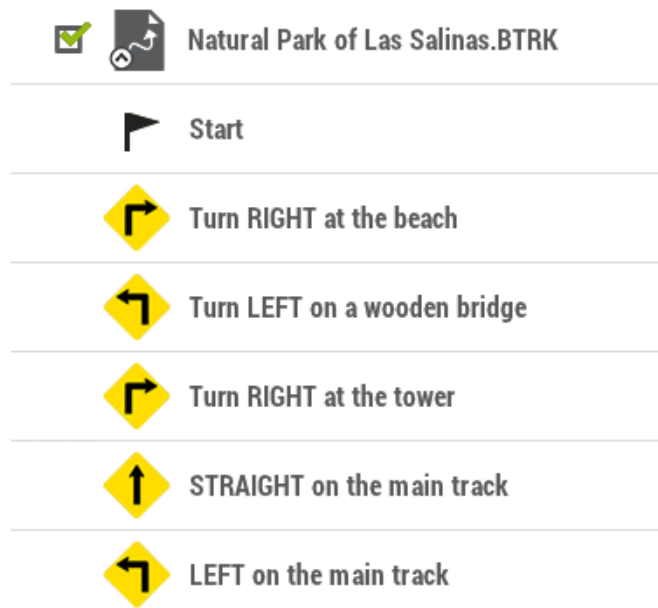 Natural Park of Las Salinas.BTRK
Start
Turn RIGHT at the beach
Turn LEFT on a wooden bridge
Turn RIGHT at the tower
STRAIGHT on the main track
LEFT on the main track